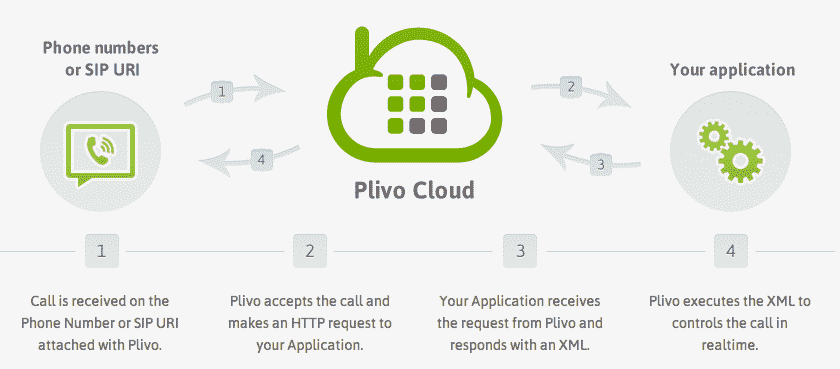 Phone numbers
or SIP URI
Your application
1
2
4
3
Plivo Cloud
1
2
3
4
Call is received on the
Phone Number or SIP URI
attached with Plivo.
Plivo accepts the call and
makes an HTTP request to
your Application.
Your Application receives
the request from Plivo and
responds with an XML.
Plivo executes the XML to
controls the call in
realtime.